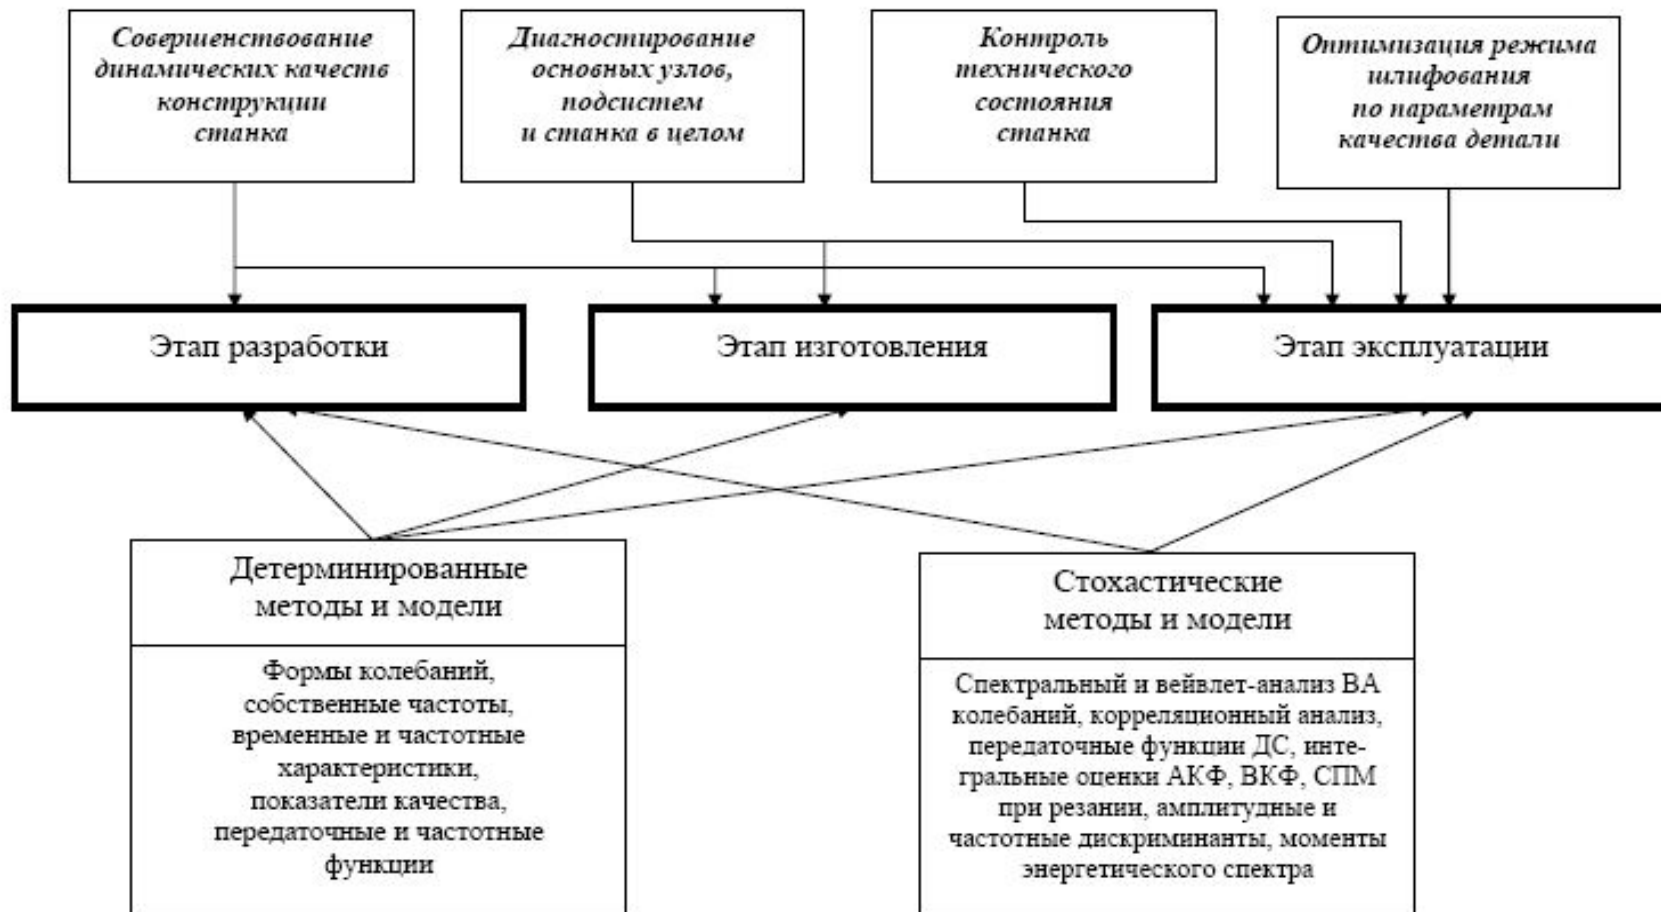 Совершенствование
динамических качеств
конструкции
станка
Диагностирование
основных узлов,
подсистем
и станка в целом
Контроль
технического
состояния
станка
Оптимизация режима
шлифования
по параметрам
качества детали
Этап разработки
Этап изготовления
Этап эксплуатации
Детерминированные
методы и модели
Формы колебаний,
собственные частоты,
временные и частотные
характеристики,
показатели качества,
передаточные и частотные
функции
Стохастические
методы и модели
Спектральный и вейвлет-анализ ВА
колебаний, корреляционный анализ,
передаточные функции ДС, инте-
гральные оценки АКФ, ВКФ, СПМ
при резании, амплитудные и
частотные дискриминанты, моменты
энергетического спектра